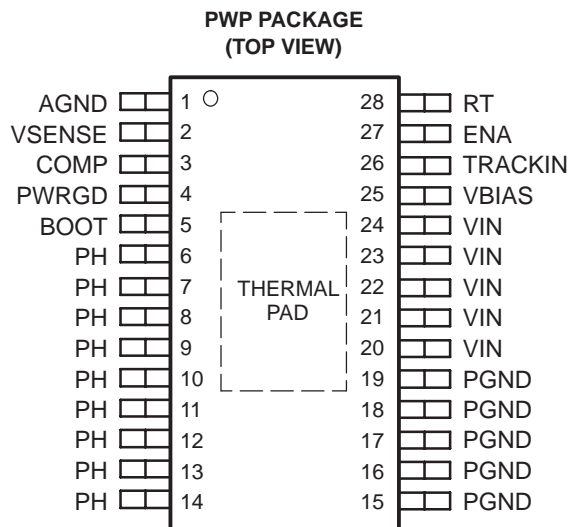 PWP PACKAGE
(TOP VIEW)
AGND 1 28 RT
VSENSE 2 27 ENA
COMP 3 26 TRACKIN
PWRGD 4 25 VBIAS
BOOT 5 24 VIN
PH 6 23 VIN
PH 7 THERMAL 22 VIN
PH 8 PAD 21 VIN
PH 9 20 VIN
PH 10 19 PGND
PH 11 18 PGND
PH 12 17 PGND
PH 13 16 PGND
PH 14 15 PGND